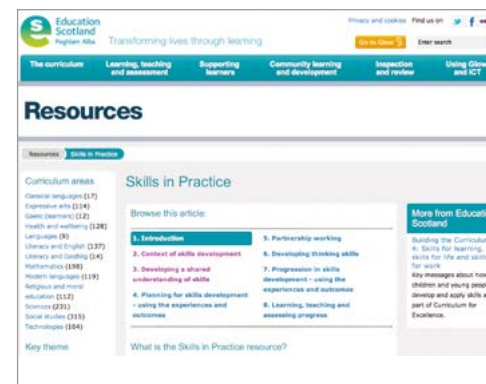 Education
Scotland
Foghlam Alba
Transforming lives through learning
Privacy and cookies Find us on
Go to Glow
Enter search
The curriculum
Learning, teaching
and assessment
Supporting
learners
Community learning
and development
Inspection
and review
Using Glow
and ICT
Resources
Resources Skills in Practice
Curriculum areas
Classical languages (17)
Expressive arts (114)
Gaelic (learners) (12)
Health and wellbeing (128)
Languages (9)
Literacy and English (137)
Literacy and Gàidhlig (14)
Mathematics (198)
Modern languages (119)
Religious and moral
education (112)
Sciences (231)
Social studies (315)
Technologies (164)
Key theme
Skills in Practice
Browse this article:
1. Introduction
2. Context of skills development
3. Developing a shared
understanding of skills
4. Planning for skills development
- using the experiences and
outcomes
5. Partnership working
6. Developing thinking skills
7. Progression in skills
development - using the
experiences and outcomes
8. Learning, teaching and
assessing progress
What is the Skills in Practice resource?
More from Educati
Scotland
Building the Curriculu
4: Skills for learning,
skills for life and skill
for work
Key messages about how
children and young peopl
develop and apply skills a
part of Curriculum for
Excellence.